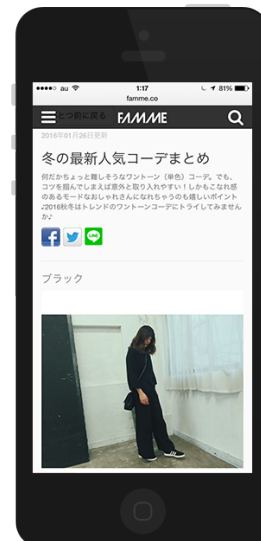 au 1:17 81%
famme.co
ひとつ前に戻る FAMME
2016年01月26日更新
冬の最新人気コーデまとめ
何だかちょっと難しそうなワントーン（単色）コーデ。でも、
コツを掴んでしまえば意外と取り入れやすい！しかもこなれ感
のあるモードなおしゃれさんになれちゃうのも嬉しいポイント
♪2016秋冬はトレンドのワントーンコーデにトライしてみません
か♪
f LINE
ブラック